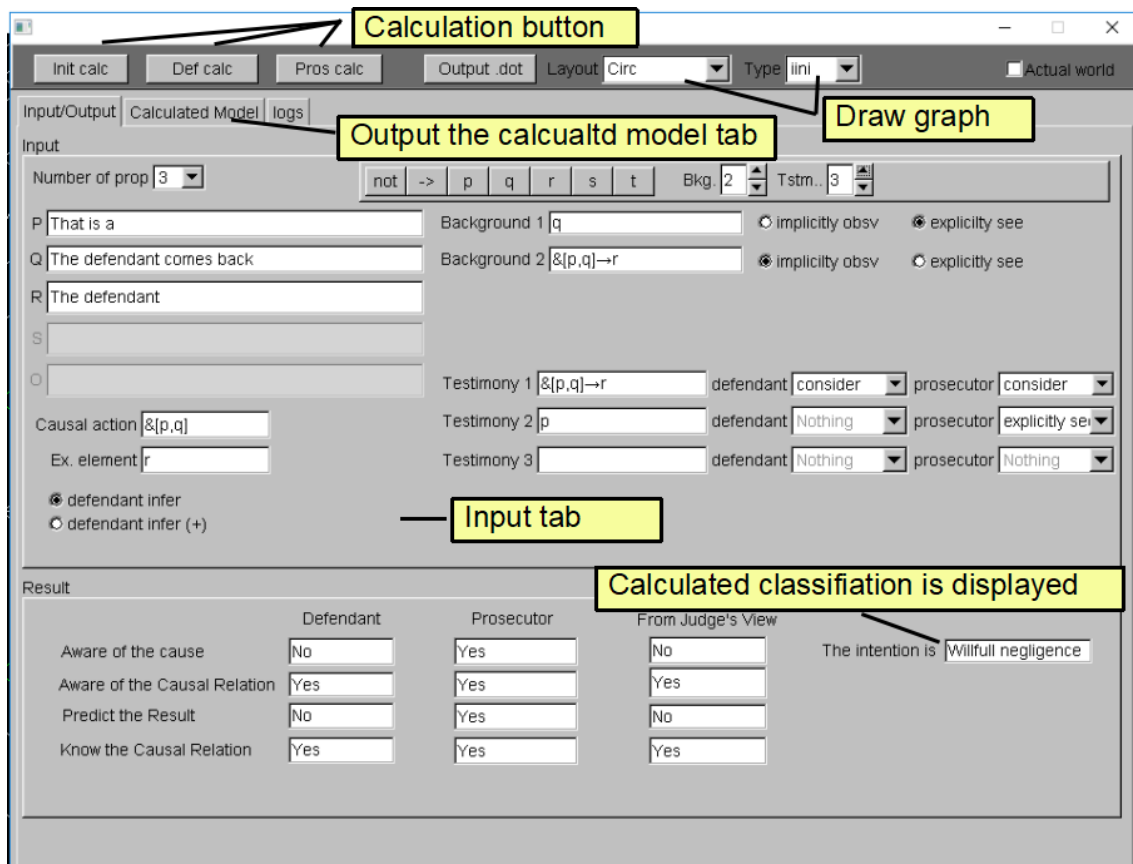 Calculation button
Init calc Def calc Pros calc Output .dot Layout Circ Type iini Actual world
Input/Output Calculated Model logs
Draw graph
Output the calcualtd model tab
Input
Number of prop 3 not -> p q r s t Bkg. 2 Tstm.. 3
P That is a Background 1 q implicitly obsv explicilty see
Q The defendant comes back Background 2 &[p,q]→r implicilty obsv explicitly see
R The defendant
S
O
Testimony 1 &[p,q]→r defendant consider prosecutor consider
Causal action &[p,q] Testimony 2 p defendant Nothing prosecutor explicitly se
Ex. element r Testimony 3 defendant Nothing prosecutor Nothing
defendant infer
defendant infer (+)
Input tab
Result
Calculated classifiation is displayed
Defendant Prosecutor From Judge's View
Aware of the cause No Yes No The intention is Willfull negligence
Aware of the Causal Relation Yes Yes Yes
Predict the Result No Yes No
Know the Causal Relation Yes Yes Yes